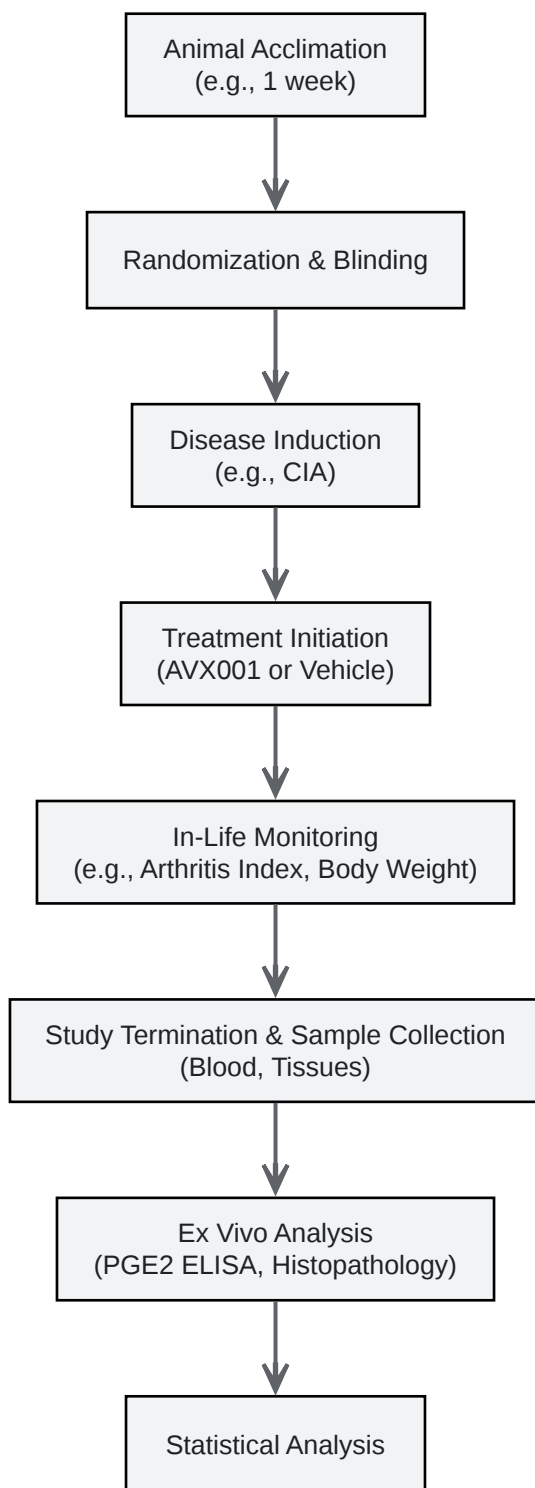 Animal Acclimation
(e.g., 1 week)
Randomization & Blinding
Disease Induction
(e.g., CIA)
Treatment Initiation
(AVX001 or Vehicle)
In-Life Monitoring
(e.g., Arthritis Index, Body Weight)
Study Termination & Sample Collection
(Blood, Tissues)
Ex Vivo Analysis
(PGE2 ELISA, Histopathology)
Statistical Analysis